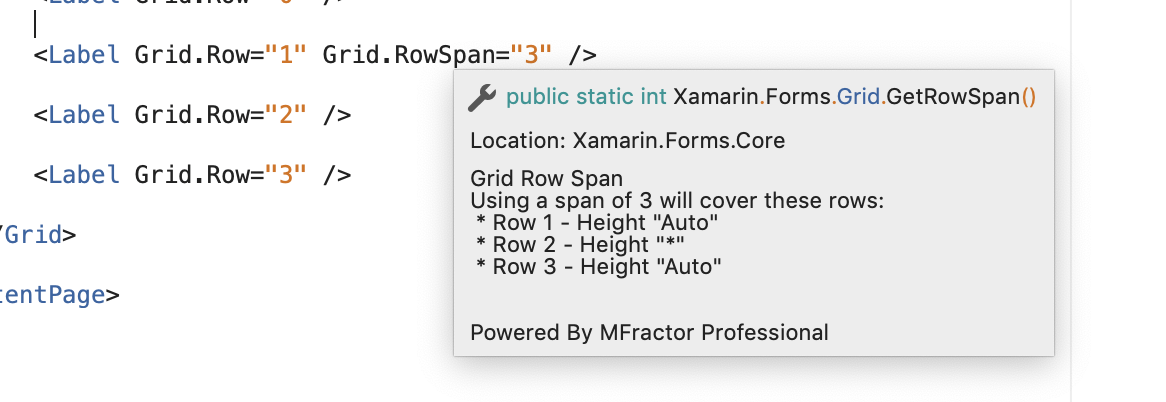 <Label Grid.Row="0" />
<Label Grid.Row="1" Grid.RowSpan="3" />
public static int Xamarin.Forms.Grid.GetRowSpan()
<Label Grid.Row="2" />
Location: Xamarin.Forms.Core
<Label Grid.Row="3" />
Grid Row Span
Using a span of 3 will cover these rows:
* Row 1 - Height "Auto"
/Grid>
* Row 2 - Height "*"
* Row 3 - Height "Auto"
tentPage>
Powered By MFractor Professional